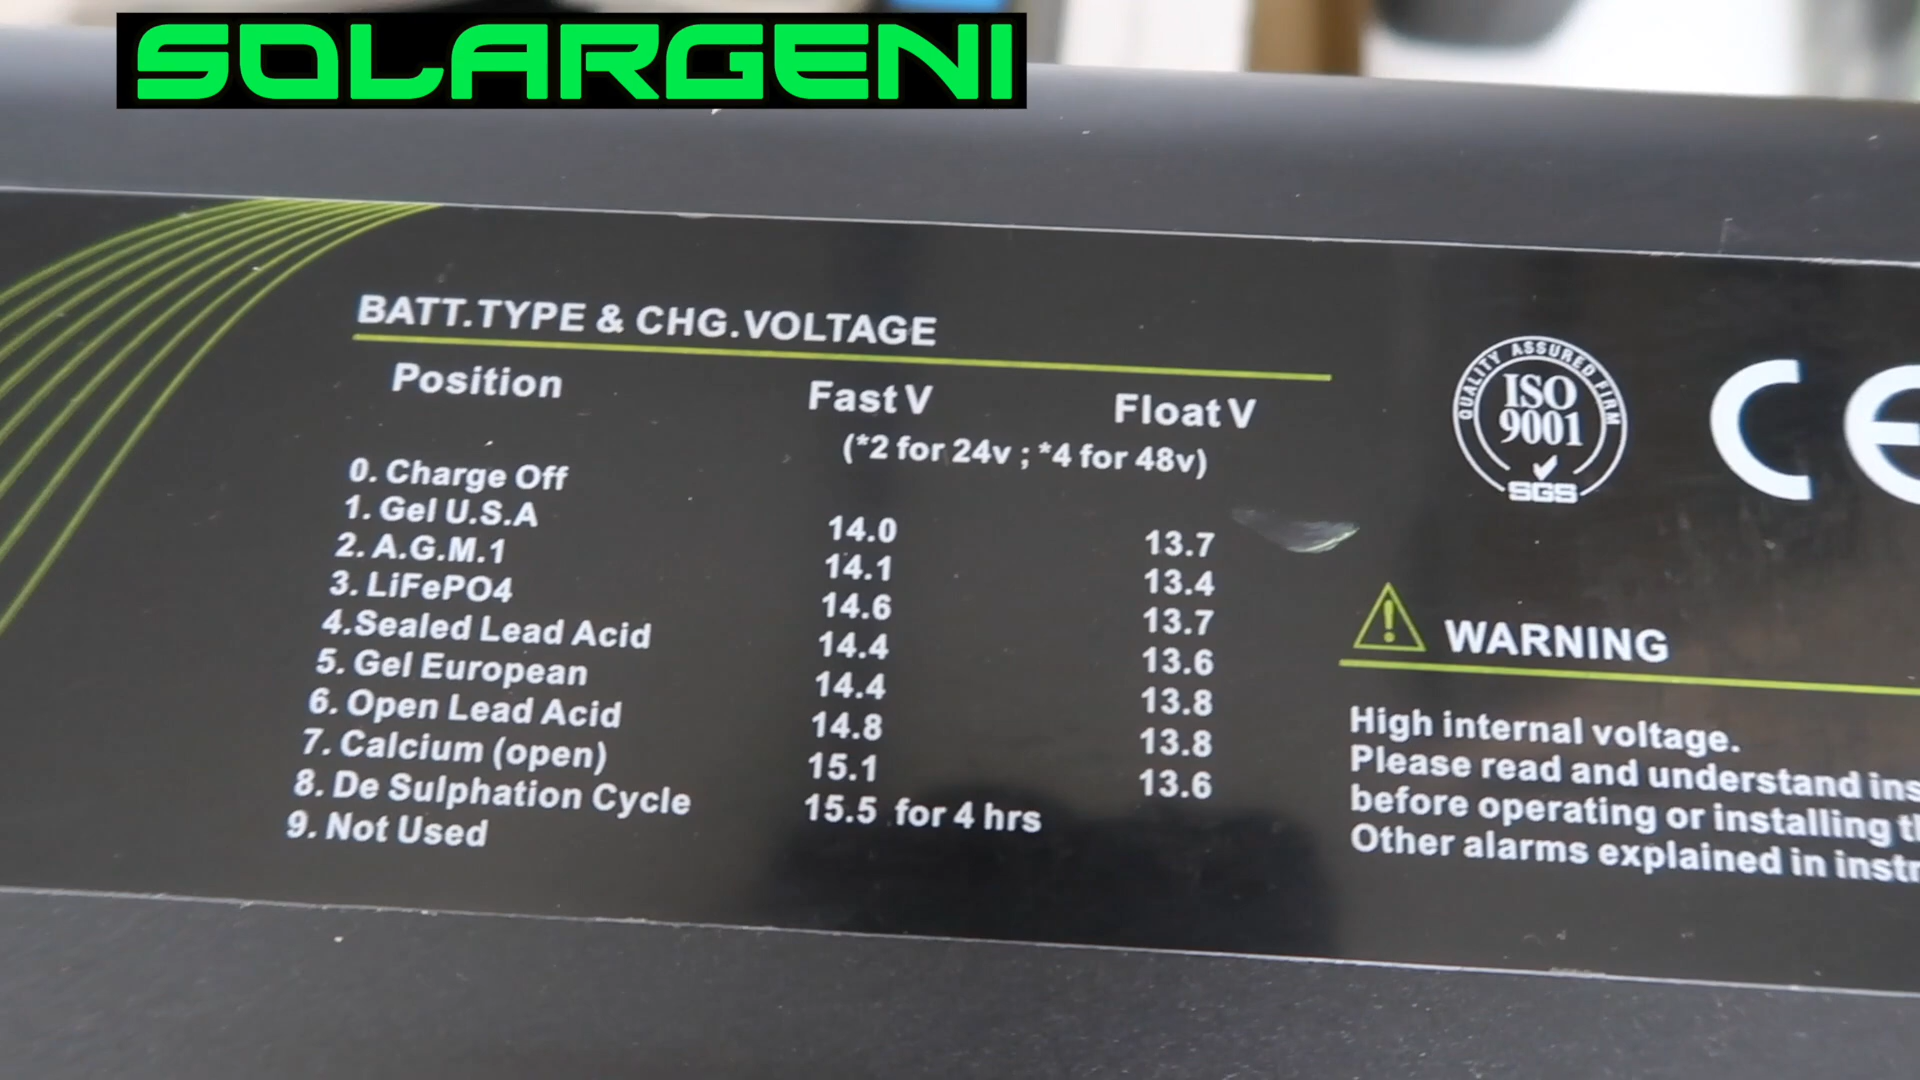 SOLARGENI
BATT.TYPE & CHG.VOLTAGE
Position Fast V Float V
(*2 for 24v ; *4 for 48v)
0. Charge Off
1. Gel U.S.A 14.0 13.7
2. A.G.M.1 14.1 13.4
3. LiFePO4 14.6 13.7
4.Sealed Lead Acid 14.4 13.6
5. Gel European 14.4 13.8
6. Open Lead Acid 14.8 13.8
7. Calcium (open) 15.1 13.6
8. De Sulphation Cycle 15.5 for 4 hrs
9. Not Used
QUALITY ASSURED FIRM
ISO
9001
SGS
CE
WARNING
High internal voltage.
Please read and understand ins
before operating or installing t
Other alarms explained in instr